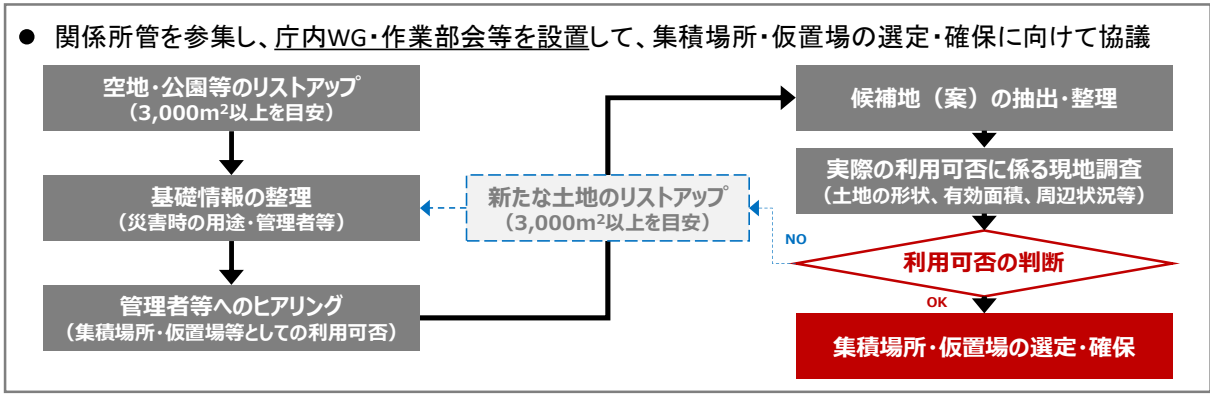 ● 関係所管を参集し、庁内WG・作業部会等を設置して、集積場所・仮置場の選定・確保に向けて協議
空地・公園等のリストアップ
（3,000m²以上を目安）
基礎情報の整理
（災害時の用途・管理者等）
管理者等へのヒアリング
（集積場所・仮置場等としての利用可否）
新たな土地のリストアップ
（3,000m²以上を目安）
候補地（案）の抽出・整理
実際の利用可否に係る現地調査
（土地の形状、有効面積、周辺状況等）
NO
利用可否の判断
OK
集積場所・仮置場の選定・確保